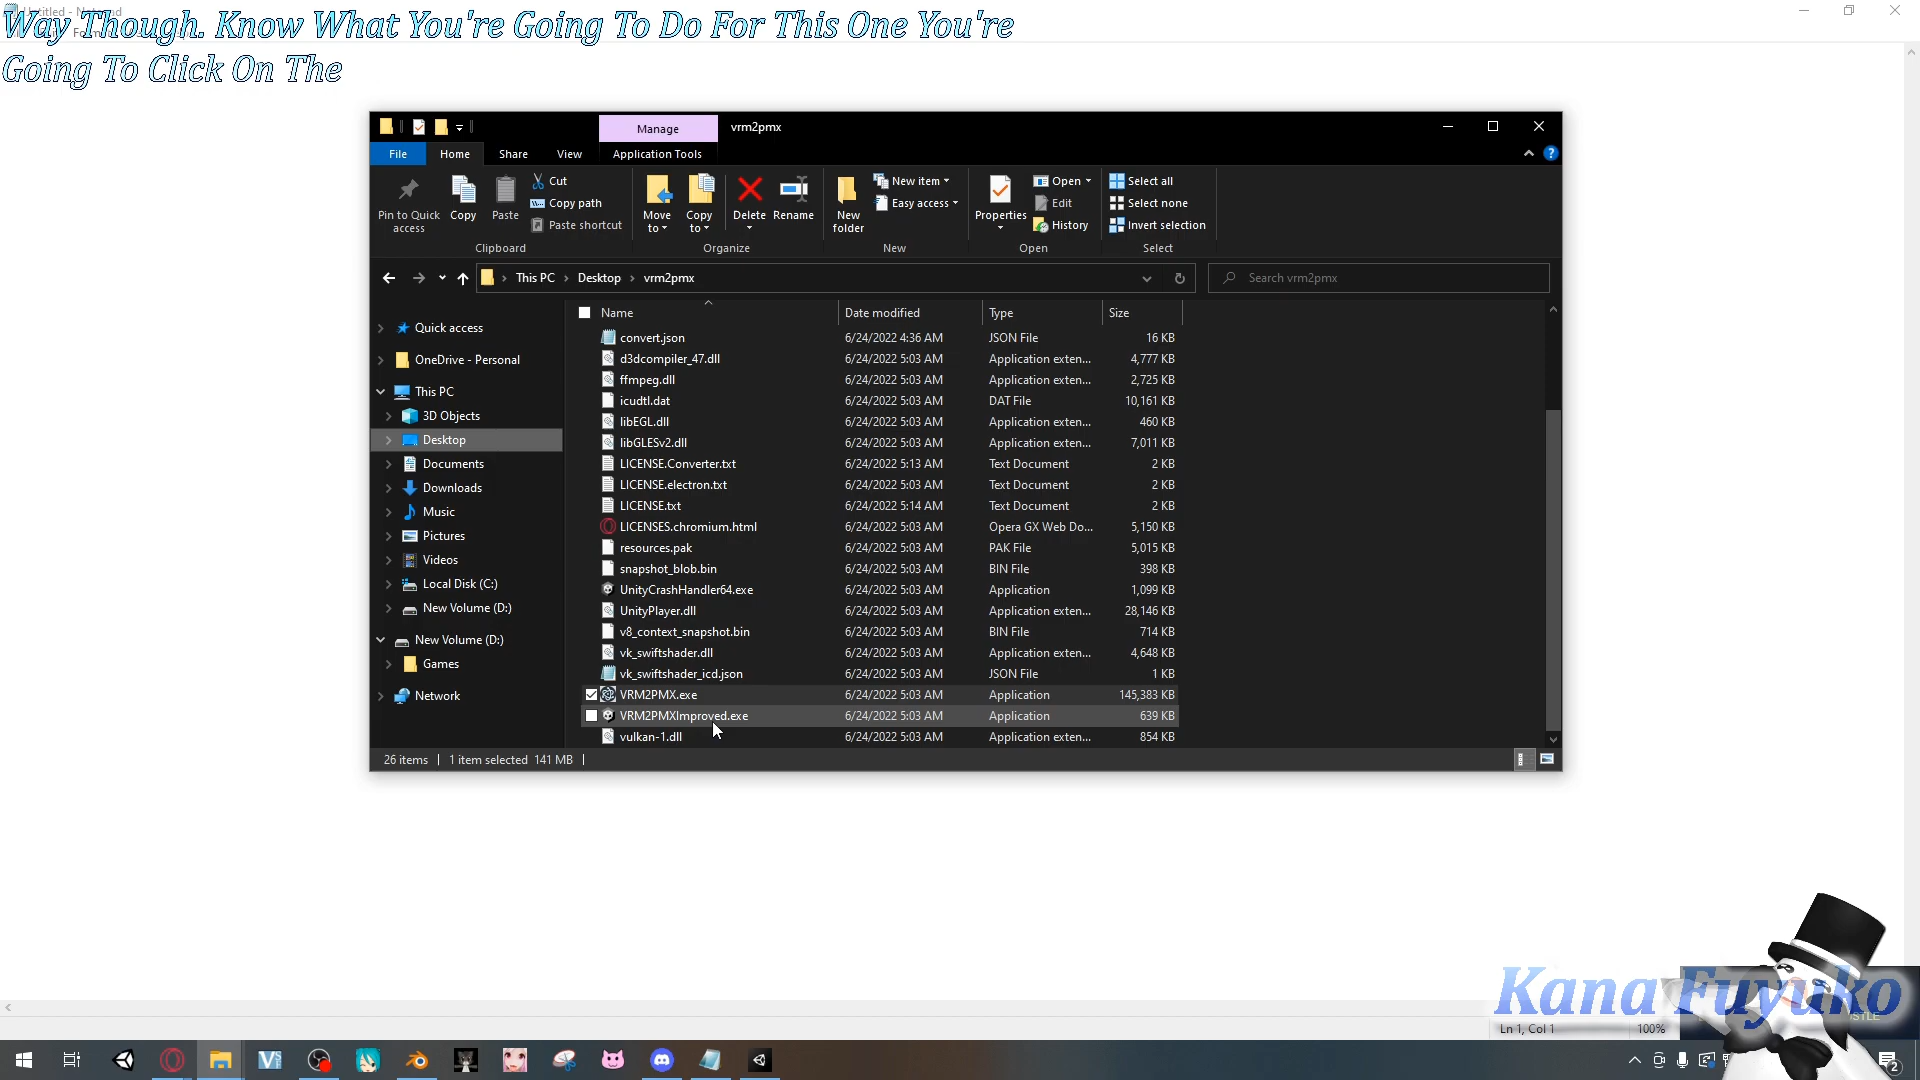 Way Though. Know What You're Going To Do For This One You're
Going To Click On The
Manage
vrm2pmx
File
Home
Share
View
Application Tools
Pin to Quick access
Copy
Paste
Cut
Copy path
Paste shortcut
Clipboard
Move to
Copy to
Delete
Rename
Organize
New folder
New item
Easy access
New
Properties
Open
Edit
History
Open
Select all
Select none
Invert selection
Select
This PC > Desktop > vrm2pmx
Search vrm2pmx
Quick access
OneDrive - Personal
This PC
3D Objects
Desktop
Documents
Downloads
Music
Pictures
Videos
Local Disk (C:)
New Volume (D:)
New Volume (D:)
Games
Network
Name Date modified Type Size
convert.json 6/24/2022 4:36 AM JSON File 16 KB
d3dcompiler_47.dll 6/24/2022 5:03 AM Application exten... 4,777 KB
ffmpeg.dll 6/24/2022 5:03 AM Application exten... 2,725 KB
icudtl.dat 6/24/2022 5:03 AM DAT File 10,161 KB
libEGL.dll 6/24/2022 5:03 AM Application exten... 460 KB
libGLESv2.dll 6/24/2022 5:03 AM Application exten... 7,011 KB
LICENSE.Converter.txt 6/24/2022 5:13 AM Text Document 2 KB
LICENSE.electron.txt 6/24/2022 5:03 AM Text Document 2 KB
LICENSE.txt 6/24/2022 5:14 AM Text Document 2 KB
LICENSES.chromium.html 6/24/2022 5:03 AM Opera GX Web Do... 5,150 KB
resources.pak 6/24/2022 5:03 AM PAK File 5,015 KB
snapshot_blob.bin 6/24/2022 5:03 AM BIN File 398 KB
UnityCrashHandler64.exe 6/24/2022 5:03 AM Application 1,099 KB
UnityPlayer.dll 6/24/2022 5:03 AM Application exten... 28,146 KB
v8_context_snapshot.bin 6/24/2022 5:03 AM BIN File 714 KB
vk_swiftshader.dll 6/24/2022 5:03 AM Application exten... 4,648 KB
vk_swiftshader_icd.json 6/24/2022 5:03 AM JSON File 1 KB
VRM2PMX.exe 6/24/2022 5:03 AM Application 145,383 KB
VRM2PMXImproved.exe 6/24/2022 5:03 AM Application 639 KB
vulkan-1.dll 6/24/2022 5:03 AM Application exten... 854 KB
26 items 1 item selected 141 MB
Kana Fuyuko
Ln 1, Col 1 100%
2